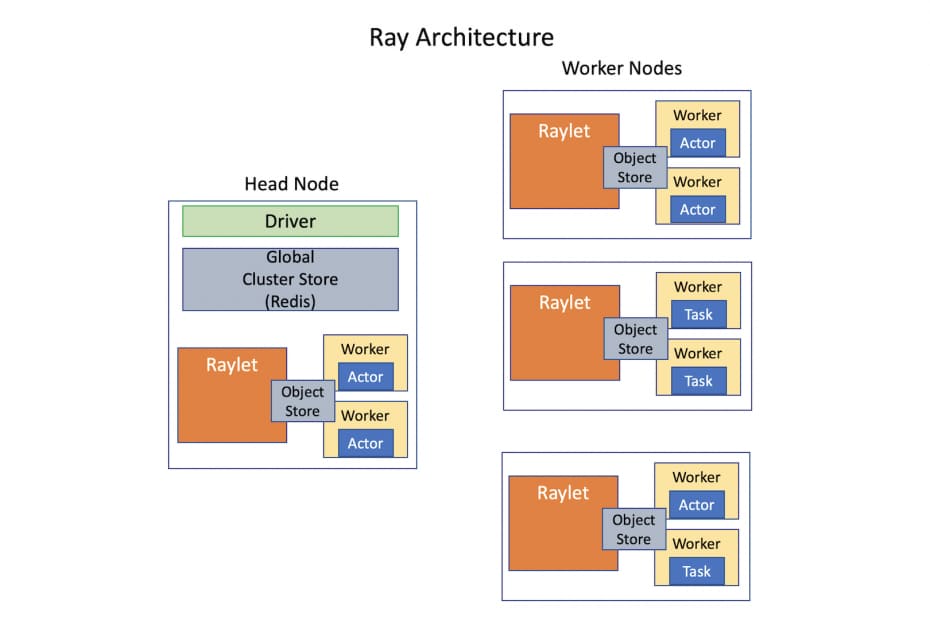 Ray Architecture
Head Node
Driver
Global
Cluster Store
(Redis)
Raylet
Object
Store
Worker
Actor
Worker
Actor
Worker Nodes
Raylet
Object
Store
Worker
Actor
Worker
Actor
Raylet
Object
Store
Worker
Task
Worker
Task
Raylet
Object
Store
Worker
Actor
Worker
Task